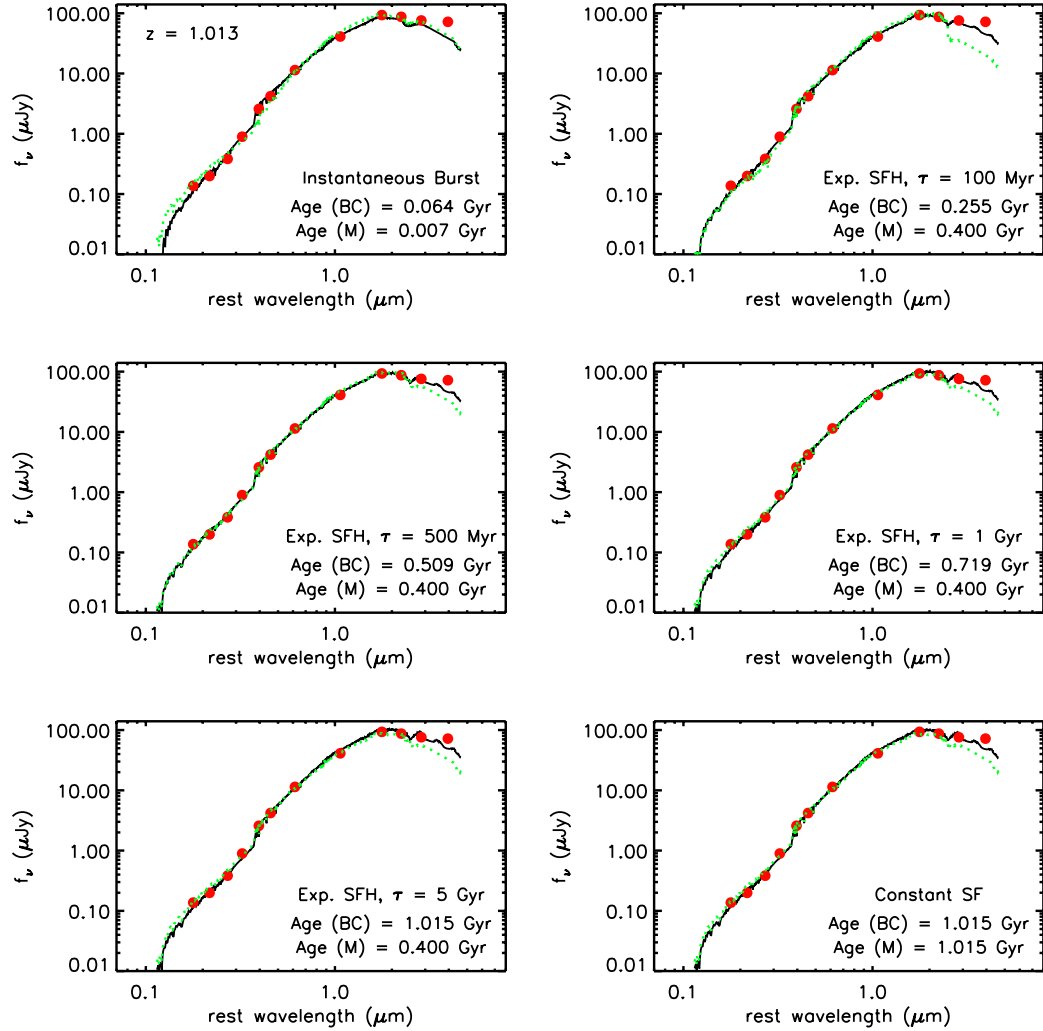 100.00
10.00
1.00
0.10
0.01
f_ν (μJy)
z = 1.013
Instantaneous Burst
Age (BC) = 0.064 Gyr
Age (M) = 0.007 Gyr
0.1
1.0
rest wavelength (μm)
100.00
10.00
1.00
0.10
0.01
f_ν (μJy)
Exp. SFH, τ = 100 Myr
Age (BC) = 0.255 Gyr
Age (M) = 0.400 Gyr
0.1
1.0
rest wavelength (μm)
100.00
10.00
1.00
0.10
0.01
f_ν (μJy)
Exp. SFH, τ = 500 Myr
Age (BC) = 0.509 Gyr
Age (M) = 0.400 Gyr
0.1
1.0
rest wavelength (μm)
100.00
10.00
1.00
0.10
0.01
f_ν (μJy)
Exp. SFH, τ = 1 Gyr
Age (BC) = 0.719 Gyr
Age (M) = 0.400 Gyr
0.1
1.0
rest wavelength (μm)
100.00
10.00
1.00
0.10
0.01
f_ν (μJy)
Exp. SFH, τ = 5 Gyr
Age (BC) = 1.015 Gyr
Age (M) = 0.400 Gyr
0.1
1.0
rest wavelength (μm)
100.00
10.00
1.00
0.10
0.01
f_ν (μJy)
Constant SF
Age (BC) = 1.015 Gyr
Age (M) = 1.015 Gyr
0.1
1.0
rest wavelength (μm)